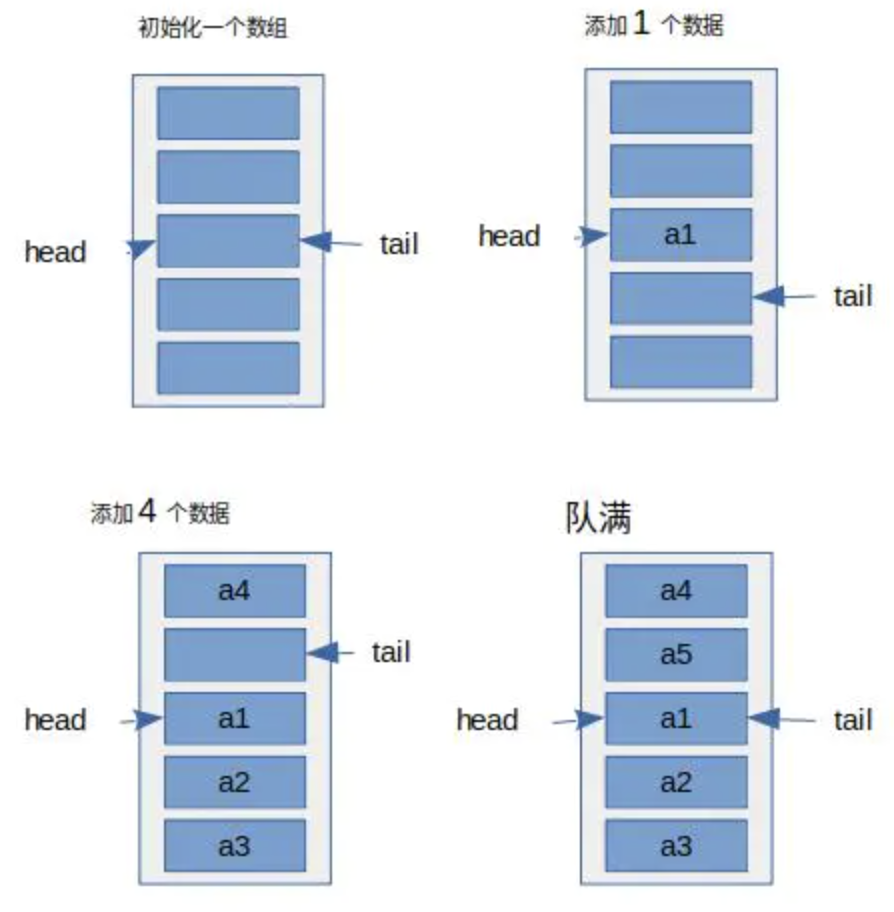 初始化一个数组
head
tail
添加1 个数据
head
a1
tail
添加4 个数据
a4
tail
head
a1
a2
a3
队满
a4
a5
head
a1
tail
a2
a3